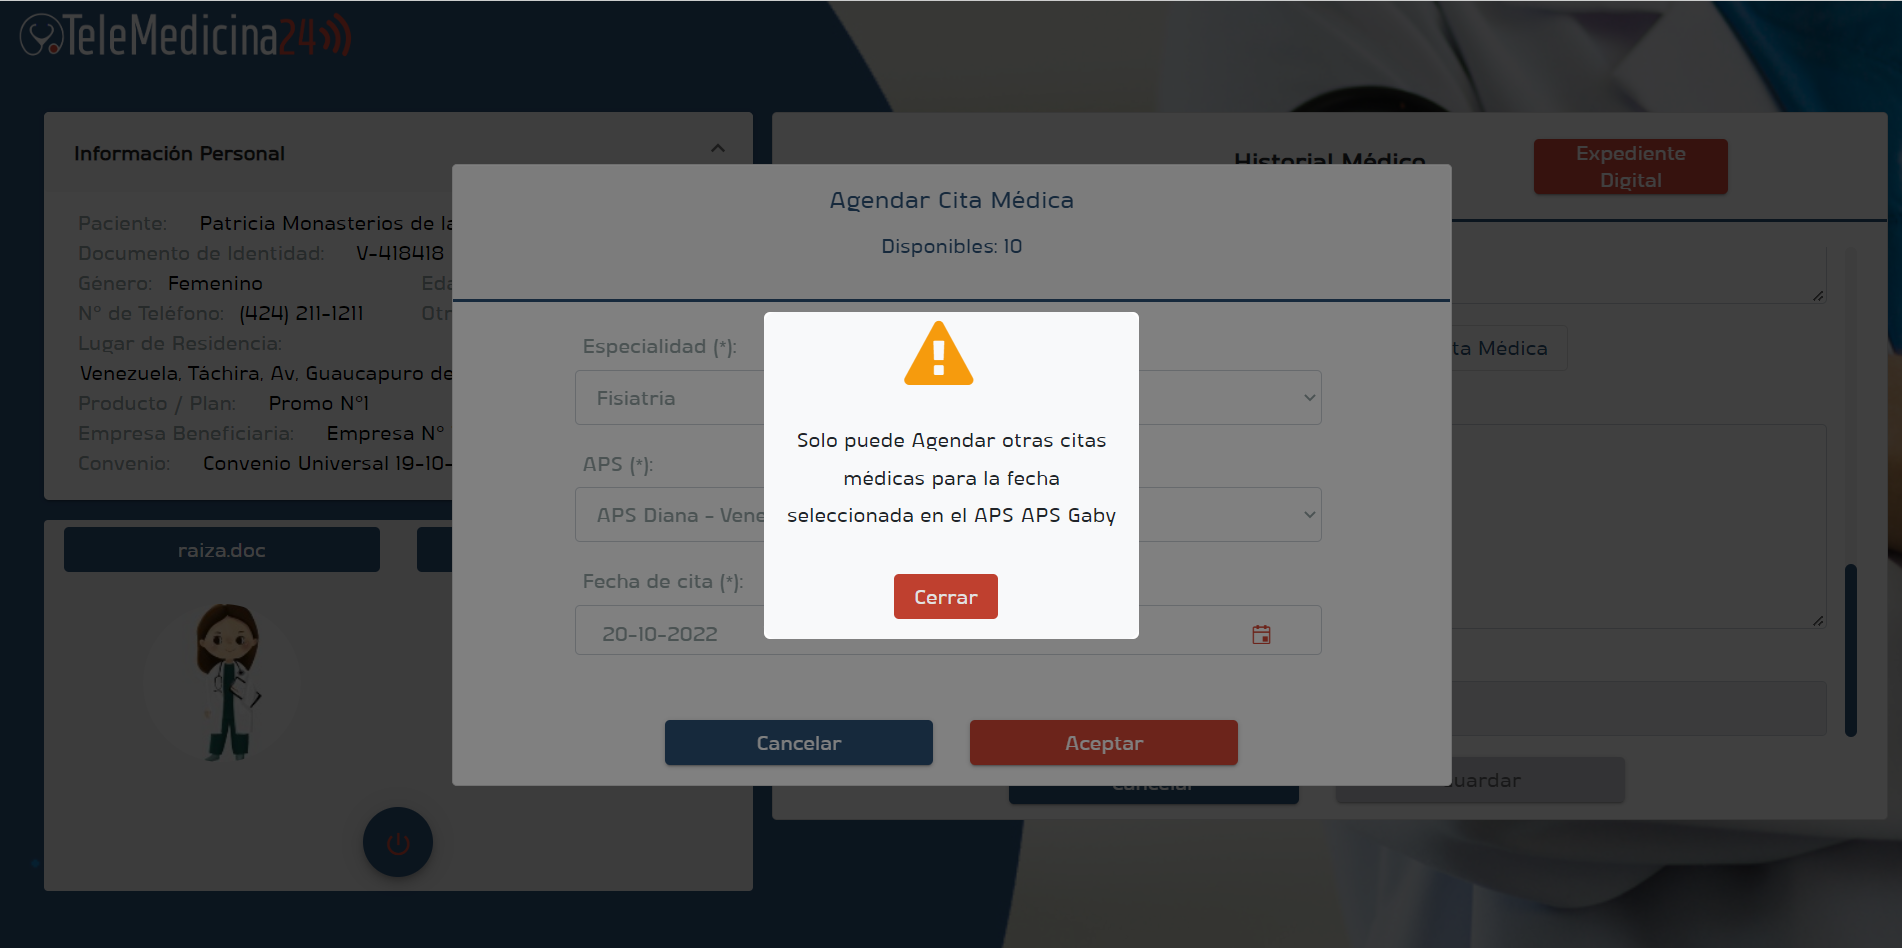 TeleMedicina24
Información Personal
Paciente: Patricia Monasterios de la
Documento de Identidad: V-418418
Género: Femenino
N° de Teléfono: (424) 211-1211
Lugar de Residencia:
Venezuela, Táchira, Av, Guaucapuro de
Producto / Plan: Promo N°1
Empresa Beneficiaria: Empresa N°
Convenio: Convenio Universal 19-10-
raiza.doc
Historial Médico
Expediente
Digital
Médica
Cancelar
Agendar Cita Médica
Disponibles: 10
Especialidad (*):
Fisiatria
APS (*):
APS Diana - Vene
Fecha de cita (*):
20-10-2022
Cancelar
Aceptar
Solo puede Agendar otras citas
médicas para la fecha
seleccionada en el APS APS Gaby
Cerrar